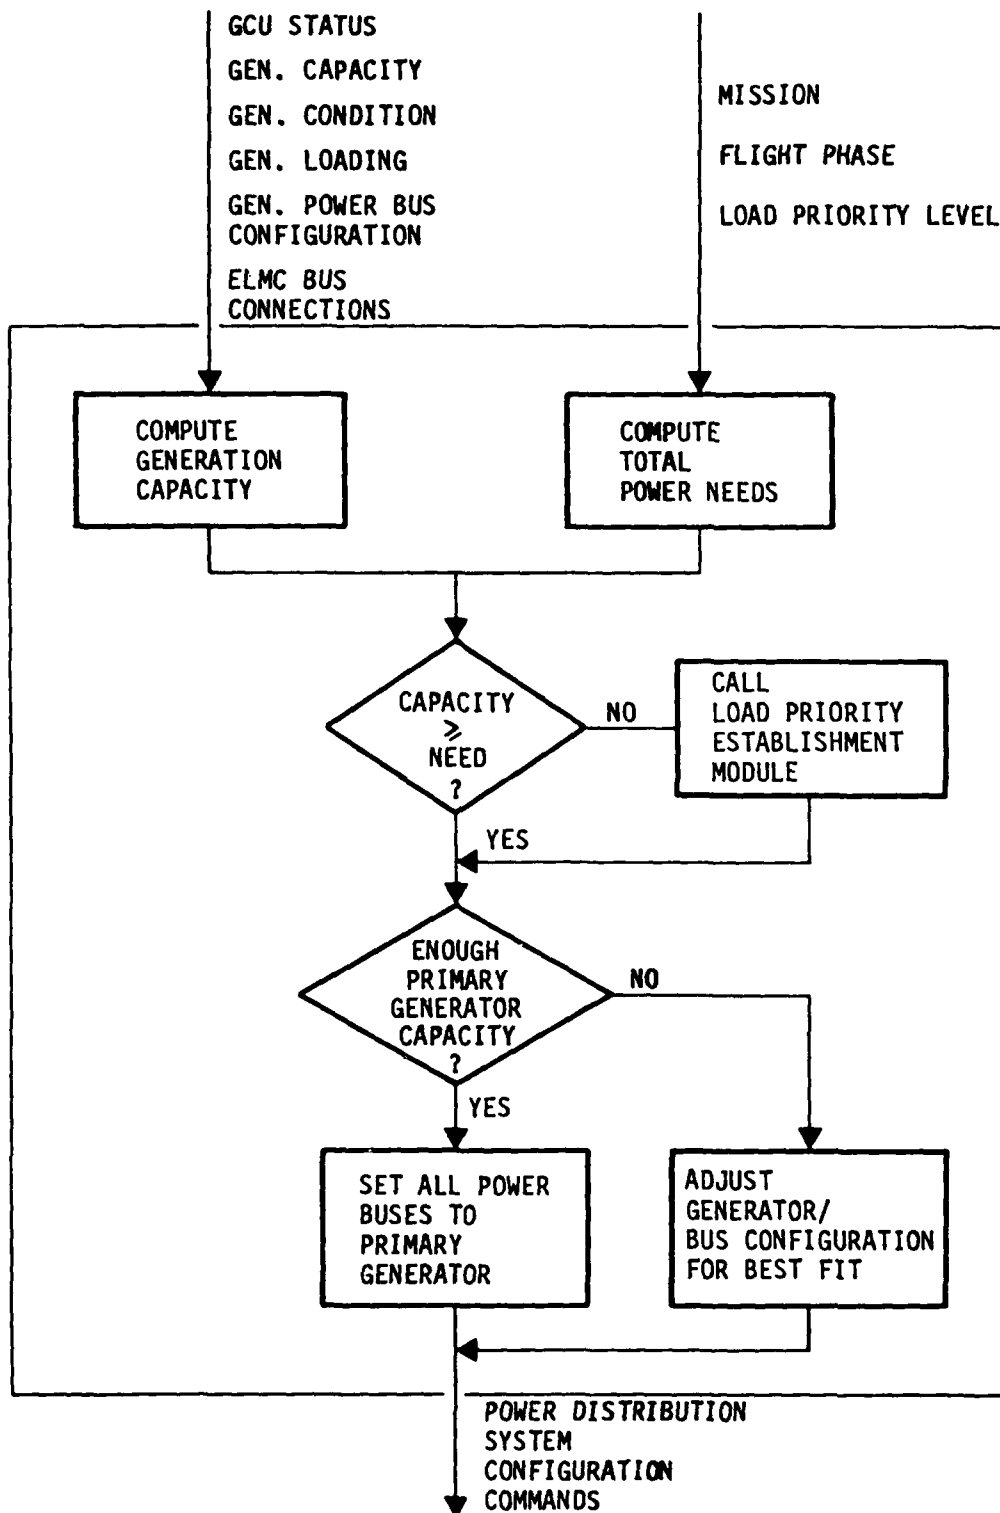 GCU STATUS
GEN. CAPACITY
GEN. CONDITION
GEN. LOADING
GEN. POWER BUS
CONFIGURATION
ELMC BUS
CONNECTIONS
MISSION
FLIGHT PHASE
LOAD PRIORITY LEVEL
COMPUTE
GENERATION
CAPACITY
COMPUTE
TOTAL
POWER NEEDS
CAPACITY
⩾
NEED
?
NO
CALL
LOAD PRIORITY
ESTABLISHMENT
MODULE
YES
ENOUGH
PRIMARY
GENERATOR
CAPACITY
?
NO
YES
SET ALL POWER
BUSES TO
PRIMARY
GENERATOR
ADJUST
GENERATOR/
BUS CONFIGURATION
FOR BEST FIT
POWER DISTRIBUTION
SYSTEM
CONFIGURATION
COMMANDS